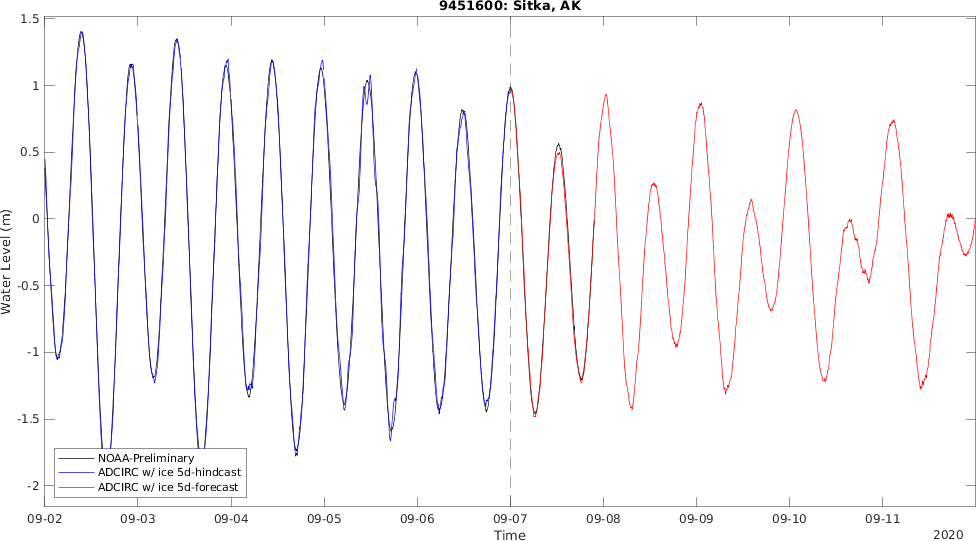 9451600: Sitka, AK
1.5
1
0.5
0
-0.5
-1
-1.5
-2
Water Level (m)
NOAA-Preliminary
ADCIRC w/ ice 5d-hindcast
ADCIRC w/ ice 5d-forecast
09-02 09-03 09-04 09-05 09-06 09-07 09-08 09-09 09-10 09-11
Time
2020